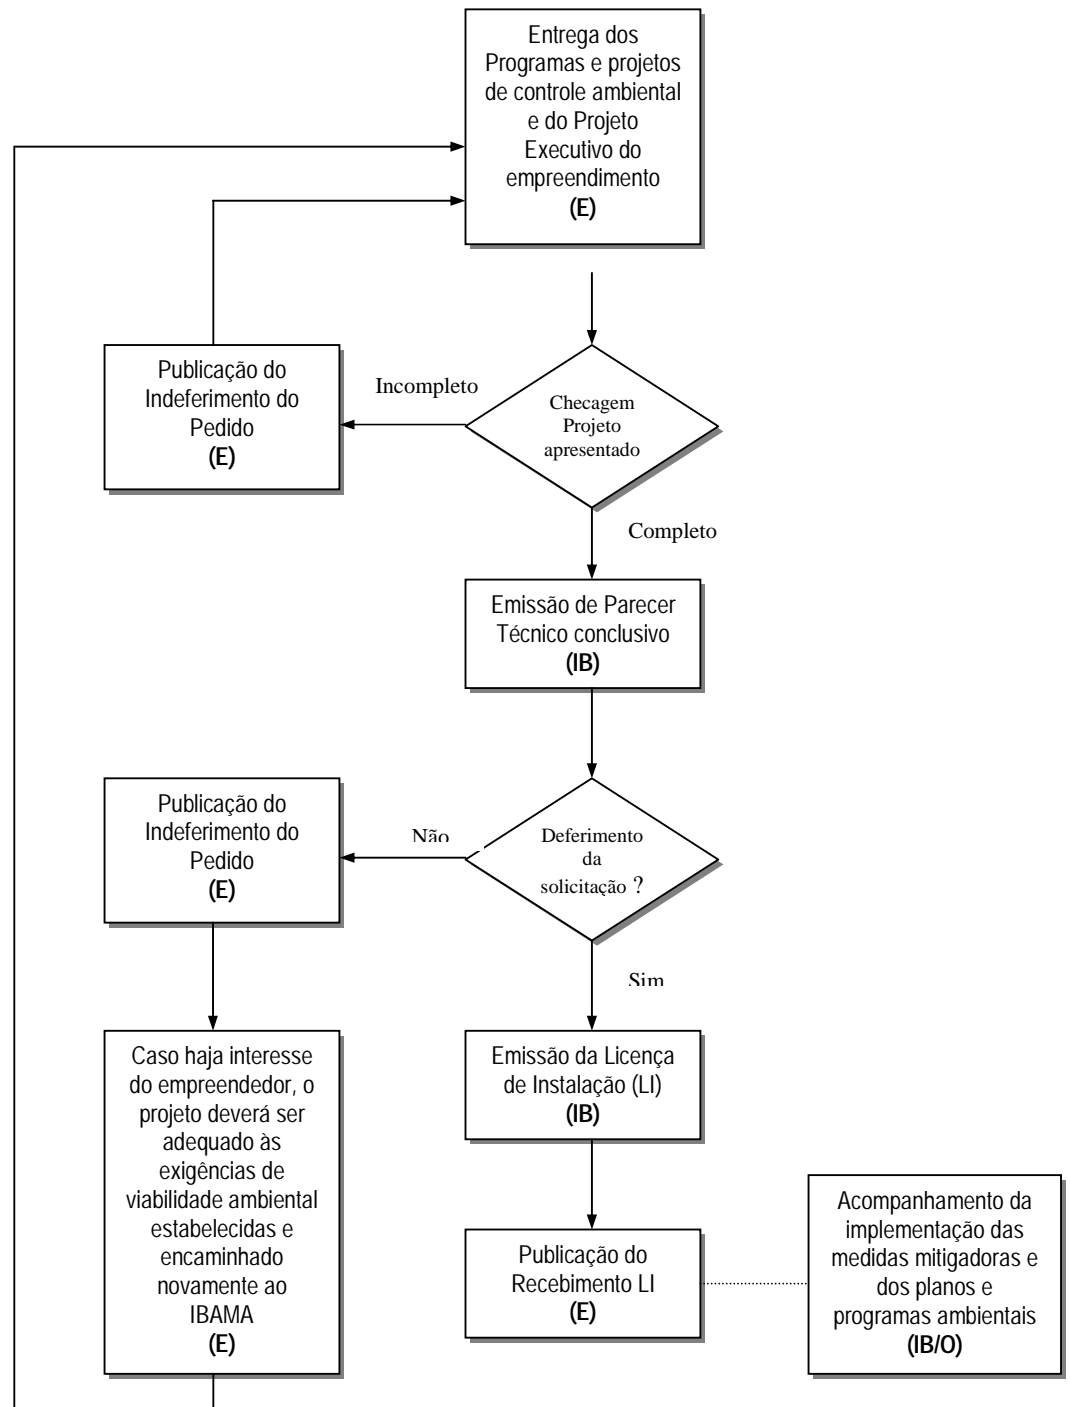 Entrega dos
Programas e projetos
de controle ambiental
e do Projeto
Executivo do
empreendimento
(E)
Publicação do
Indeferimento do
Pedido
(E)
Incompleto
Checagem
Projeto
apresentado
Completo
Emissão de Parecer
Técnico conclusivo
(IB)
Publicação do
Indeferimento do
Pedido
(E)
Não
Deferimento
da
solicitação ?
Sim
Caso haja interesse
do empreendedor, o
projeto deverá ser
adequado às
exigências de
viabilidade ambiental
estabelecidas e
encaminhado
novamente ao
IBAMA
(E)
Emissão da Licença
de Instalação (LI)
(IB)
Publicação do
Recebimento LI
(E)
Acompanhamento da
implementação das
medidas mitigadoras e
dos planos e
programas ambientais
(IB/O)